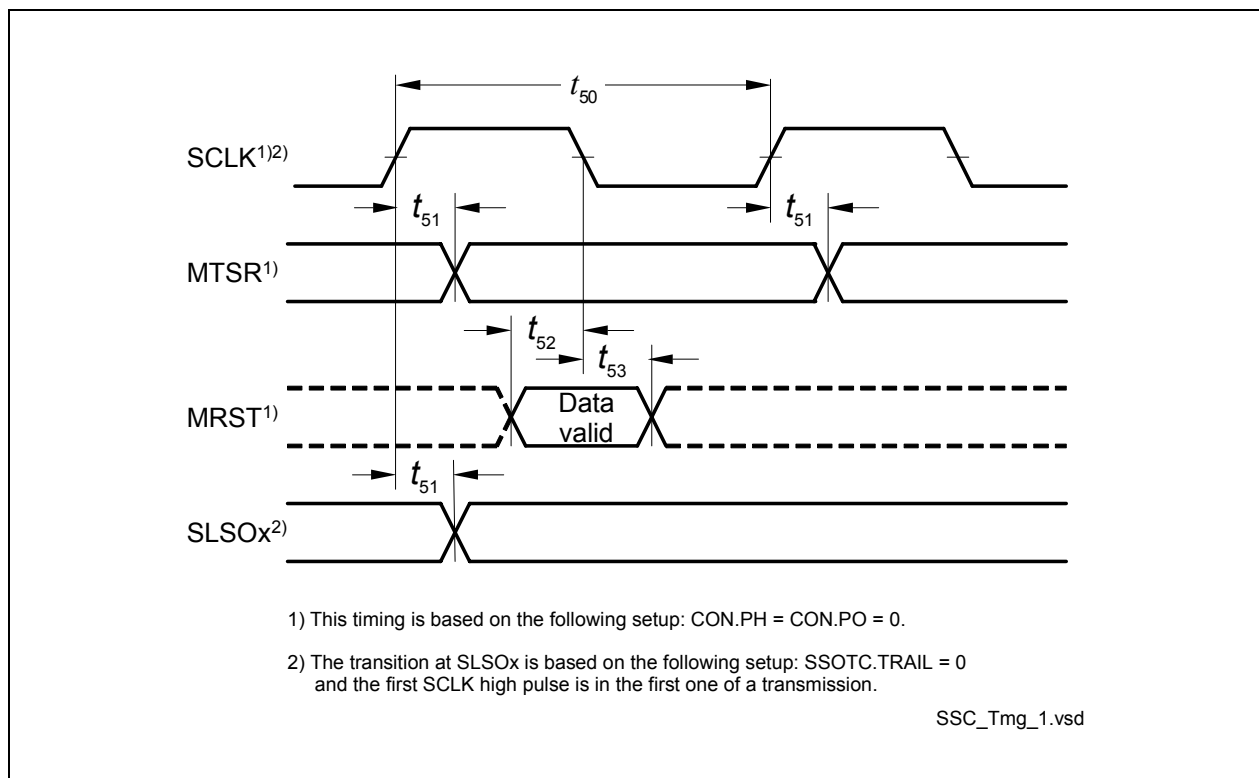 t50
SCLK1)2)
t51 t51
MTSR1)
t52
t53
MRST1)
Data
valid
t51
SLSOx2)
1) This timing is based on the following setup: CON.PH = CON.PO = 0.
2) The transition at SLSOx is based on the following setup: SSOTC.TRAIL = 0
and the first SCLK high pulse is in the first one of a transmission.
SSC_Tmg_1.vsd